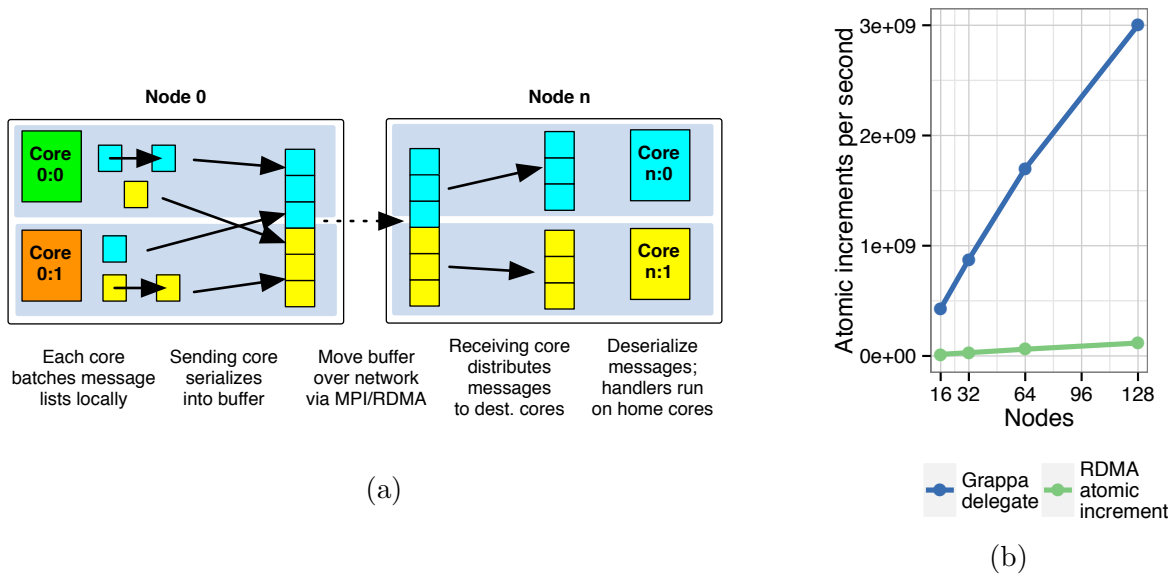 Node 0
Node n
Core
0:0
Core
0:1
Core
n:0
Core
n:1
Each core
batches message
lists locally
Sending core
serializes
into buffer
Move buffer
over network
via MPI/RDMA
Receiving core
distributes
messages
to dest. cores
Deserialize
messages;
handlers run
on home cores
(a)
Atomic increments per second
3e+09
2e+09
1e+09
0e+00
16 32 64 96 128
Nodes
Grappa
delegate
RDMA
atomic
increment
(b)